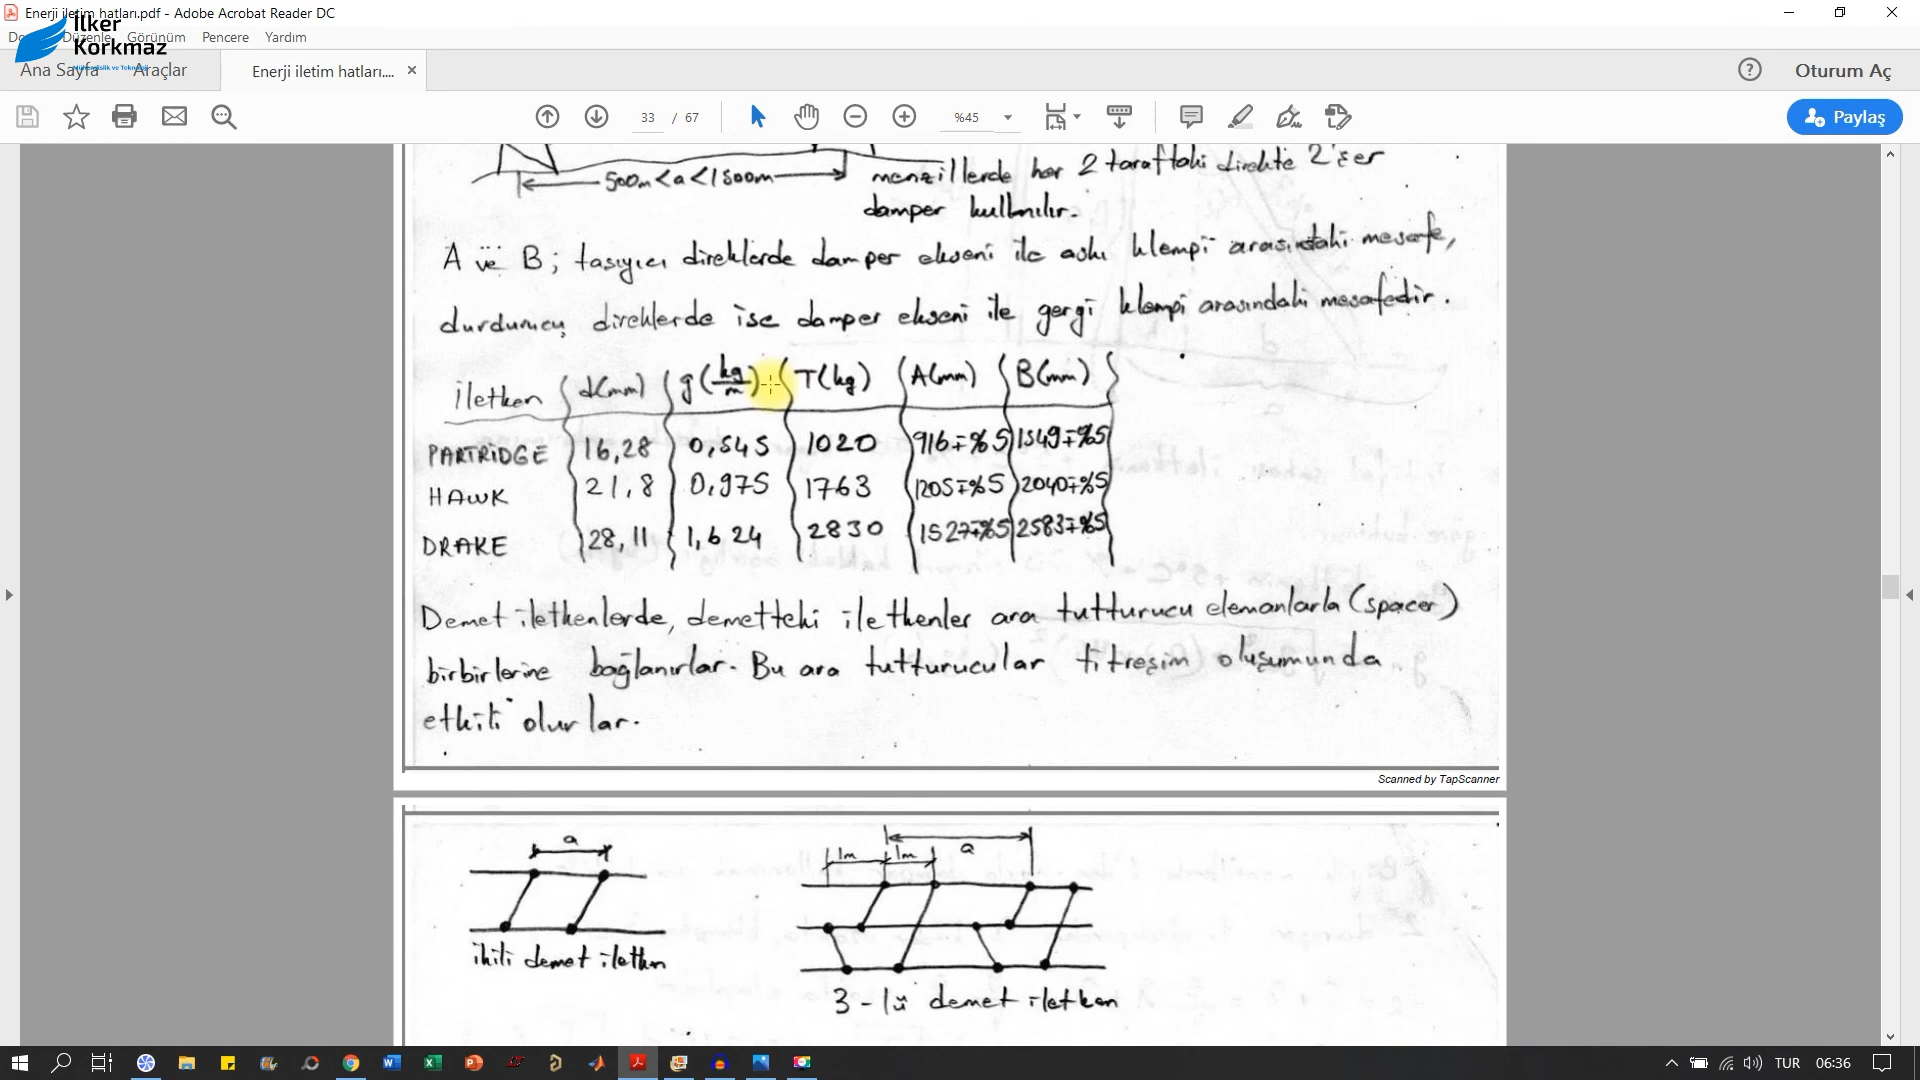 Enerji iletim hatları.pdf - Adobe Acrobat Reader DC
Düzenle Görünüm Pencere Yardım
İlker
Korkmaz
Mühendislik ve Teknoloji
Ana Sayfa Araçlar Enerji iletim hatları.... Oturum Aç
33 / 67 %45 Paylaş
500m<a<1500m menzillerde her 2 taraftaki direkte 2'şer
damper kullanılır.
A ve B; taşıyıcı direklerde damper ekseni ile askı klempi arasındaki mesafe,
durdurucu direklerde ise damper ekseni ile gergi klempi arasındaki mesafedir.
iletken d(mm) g(kg/m) T(kg) A(mm) B(mm)
PARTRİDGE 16,28 0,545 1020 916∓%5 1549∓%5
HAWK 21,8 0,975 1763 1205∓%5 2040∓%5
DRAKE 28,11 1,624 2830 1527∓%5 2583∓%5
Demet iletkenlerde, demetteki iletkenler ara tutturucu elemanlarla (spacer)
birbirlerine bağlanırlar. Bu ara tutturucular titreşim oluşumunda
etkili olurlar.
Scanned by TapScanner
a
1m 1m a
ikili demet iletken
3-lü demet iletken
TUR 06:36